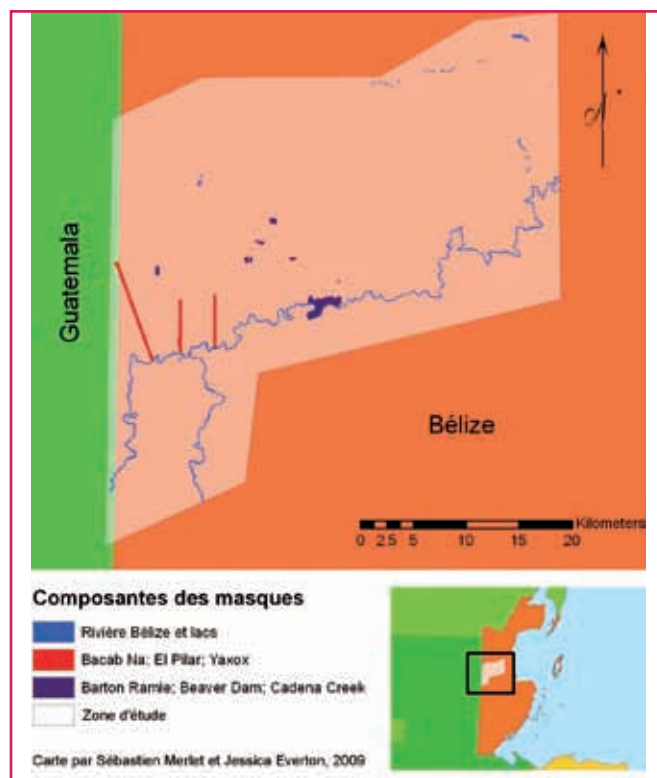 Guatemala
Bélize
Kilometers
0 2.5 5 10 15 20
Composantes des masques
Rivière Bélize et lacs
Bacab Na; El Pilar; Yaxox
Barton Ramie; Beaver Dam; Cadena Creek
Zone d'étude
Carte par Sébastien Merlet et Jessica Everton, 2009